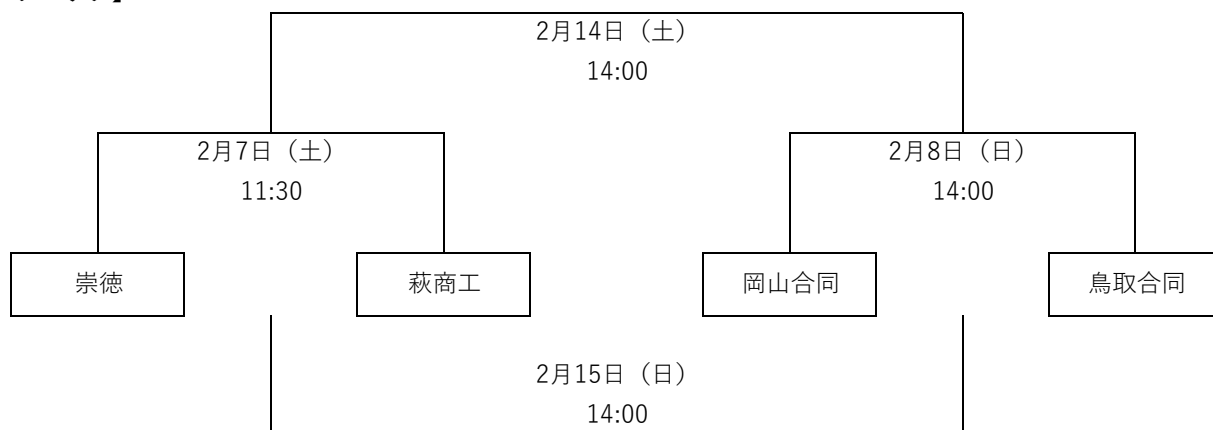 2月14日（土）
14:00
2月7日（土）
11:30
2月8日（日）
14:00
崇徳
萩商工
岡山合同
鳥取合同
2月15日（日）
14:00